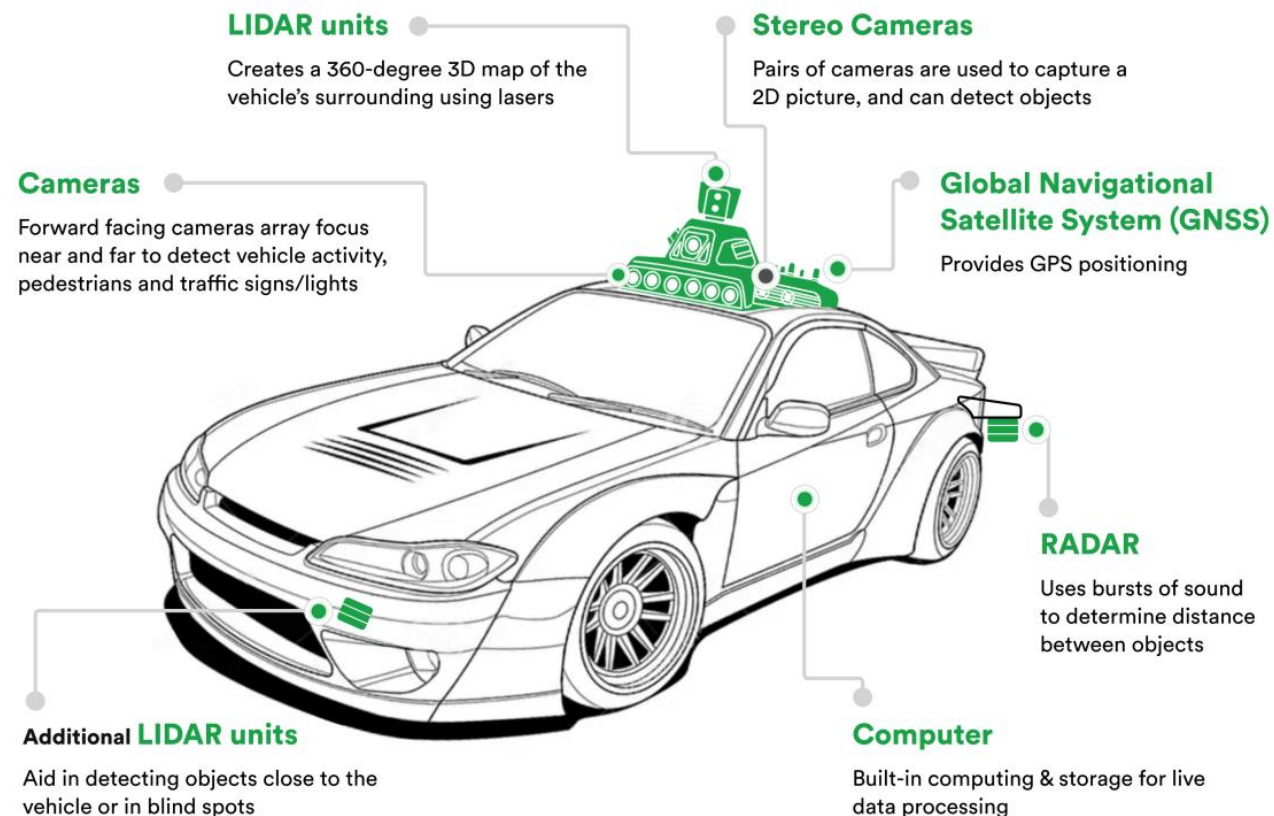 LIDAR units
Creates a 360-degree 3D map of the
vehicle's surrounding using lasers
Stereo Cameras
Pairs of cameras are used to capture a
2D picture, and can detect objects
Cameras
Forward facing cameras array focus
near and far to detect vehicle activity,
pedestrians and traffic signs/lights
Global Navigational
Satellite System (GNSS)
Provides GPS positioning
RADAR
Uses bursts of sound
to determine distance
between objects
Additional LIDAR units
Aid in detecting objects close to the
vehicle or in blind spots
Computer
Built-in computing & storage for live
data processing